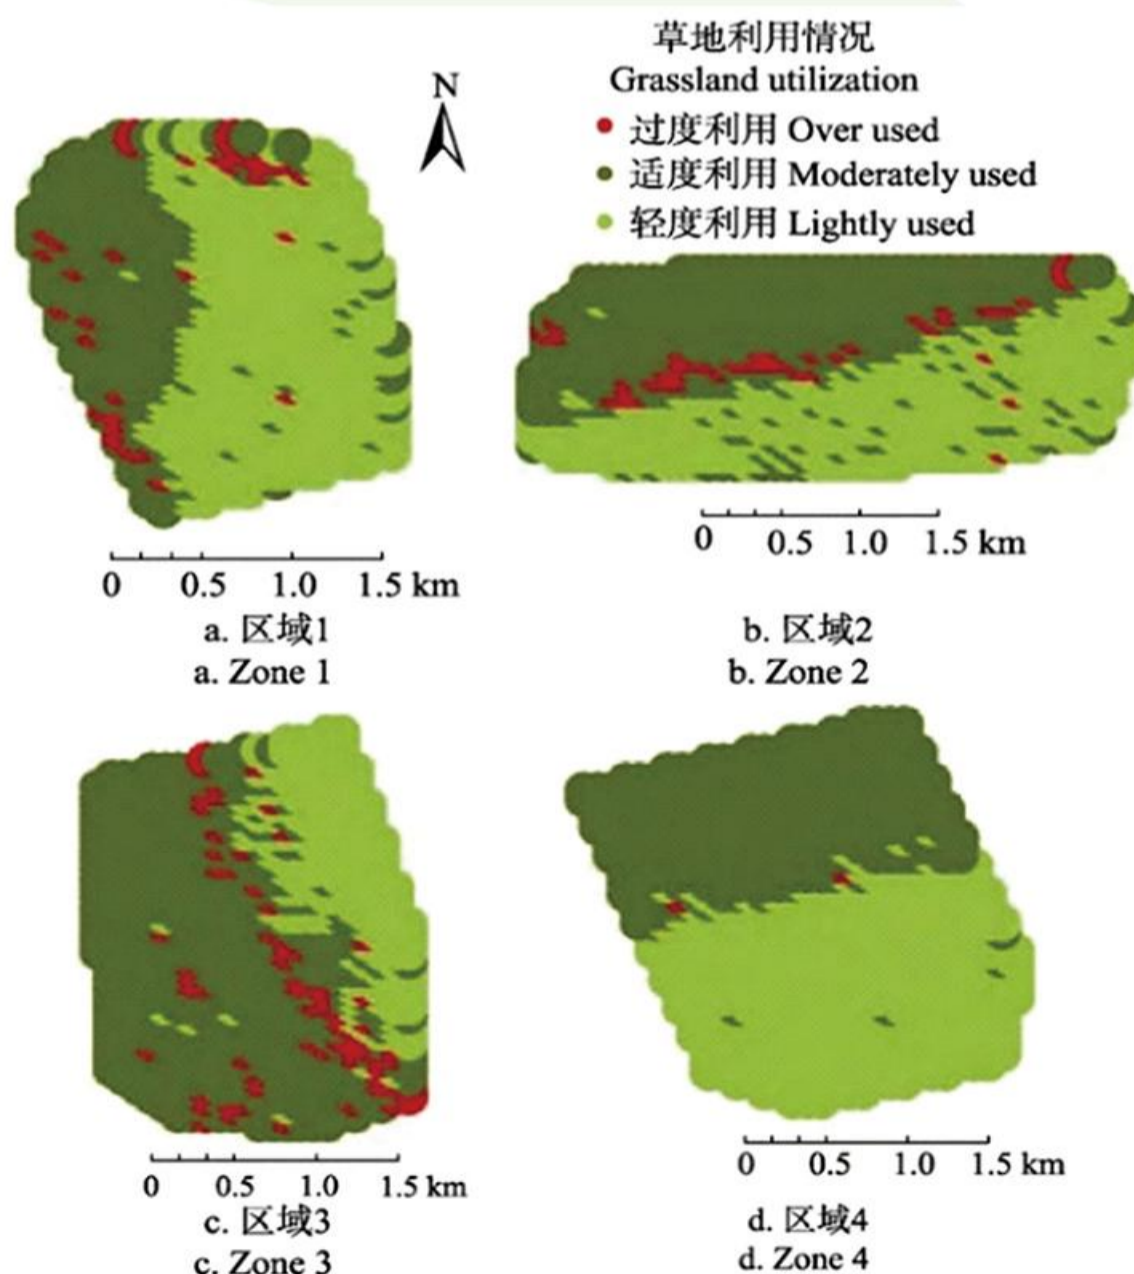 草地利用情况
Grassland utilization
过度利用 Over used
适度利用 Moderately used
轻度利用 Lightly used
N
0 0.5 1.0 1.5 km
a. 区域1
a. Zone 1
0 0.5 1.0 1.5 km
b. 区域2
b. Zone 2
0 0.5 1.0 1.5 km
c. 区域3
c. Zone 3
0 0.5 1.0 1.5 km
d. 区域4
d. Zone 4